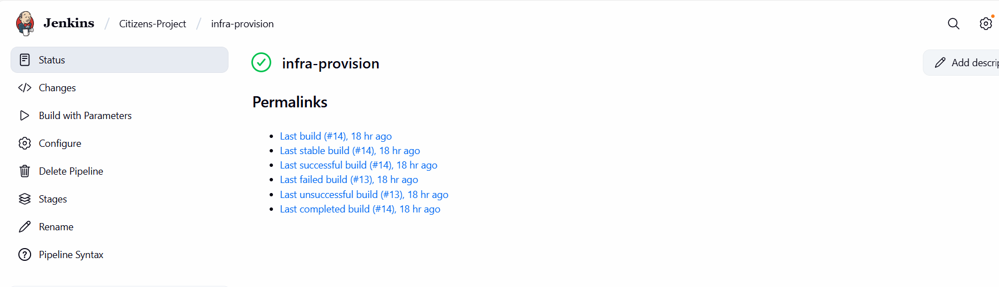 Jenkins / Citizens-Project / infra-provision
Status
Changes
Build with Parameters
Configure
Delete Pipeline
Stages
Rename
Pipeline Syntax
infra-provision
Add descrip
Permalinks
Last build (#14), 18 hr ago
Last stable build (#14), 18 hr ago
Last successful build (#14), 18 hr ago
Last failed build (#13), 18 hr ago
Last unsuccessful build (#13), 18 hr ago
Last completed build (#14), 18 hr ago